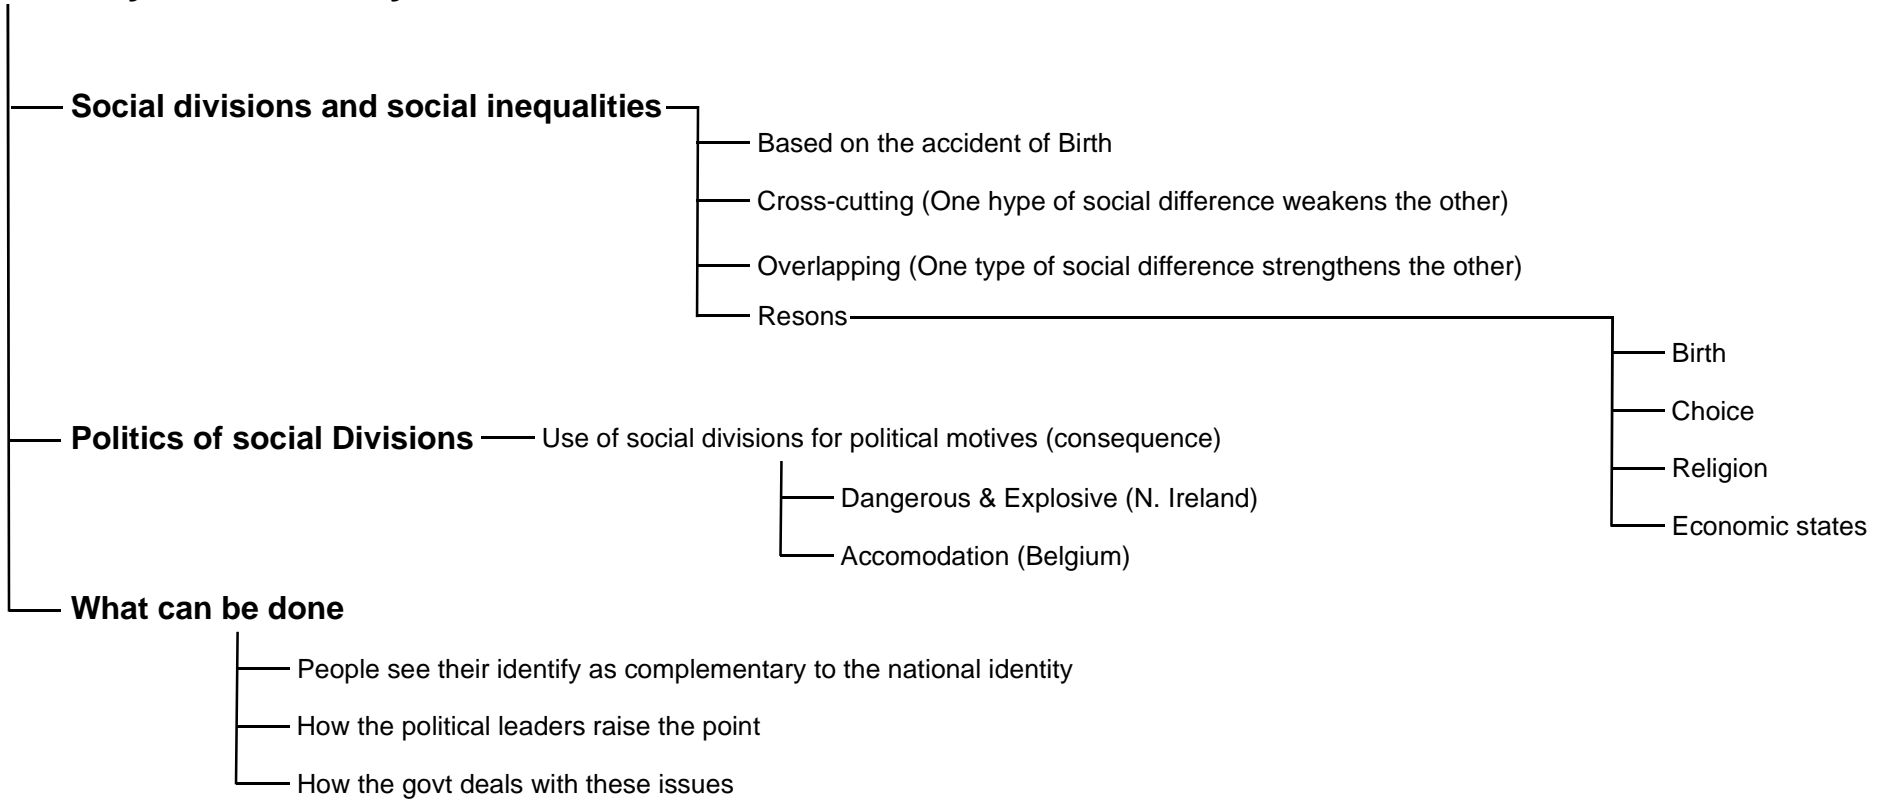 Social divisions and social inequalities
Based on the accident of Birth
Cross-cutting (One hype of social difference weakens the other)
Overlapping (One type of social difference strengthens the other)
Resons
Birth
Choice
Religion
Economic states
Politics of social Divisions
Use of social divisions for political motives (consequence)
Dangerous & Explosive (N. Ireland)
Accomodation (Belgium)
What can be done
People see their identify as complementary to the national identity
How the political leaders raise the point
How the govt deals with these issues